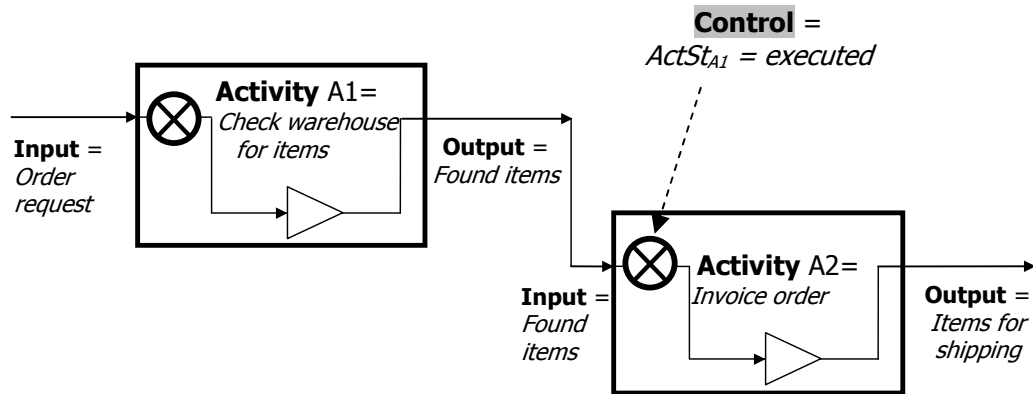 Control =
ActSt_A1 = executed
Activity A1=
Check warehouse
for items
Input =
Order
request
Output =
Found items
Activity A2=
Invoice order
Input =
Found
items
Output =
Items for
shipping